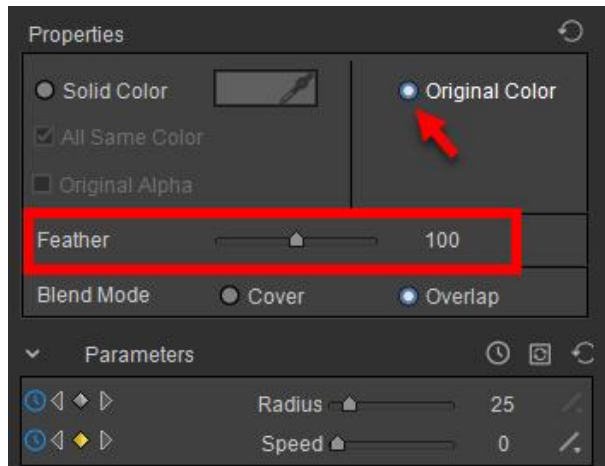 Properties
Solid Color
Original Color
All Same Color
Original Alpha
Feather 100
Blend Mode Cover Overlap
Parameters
Radius 25
Speed 0